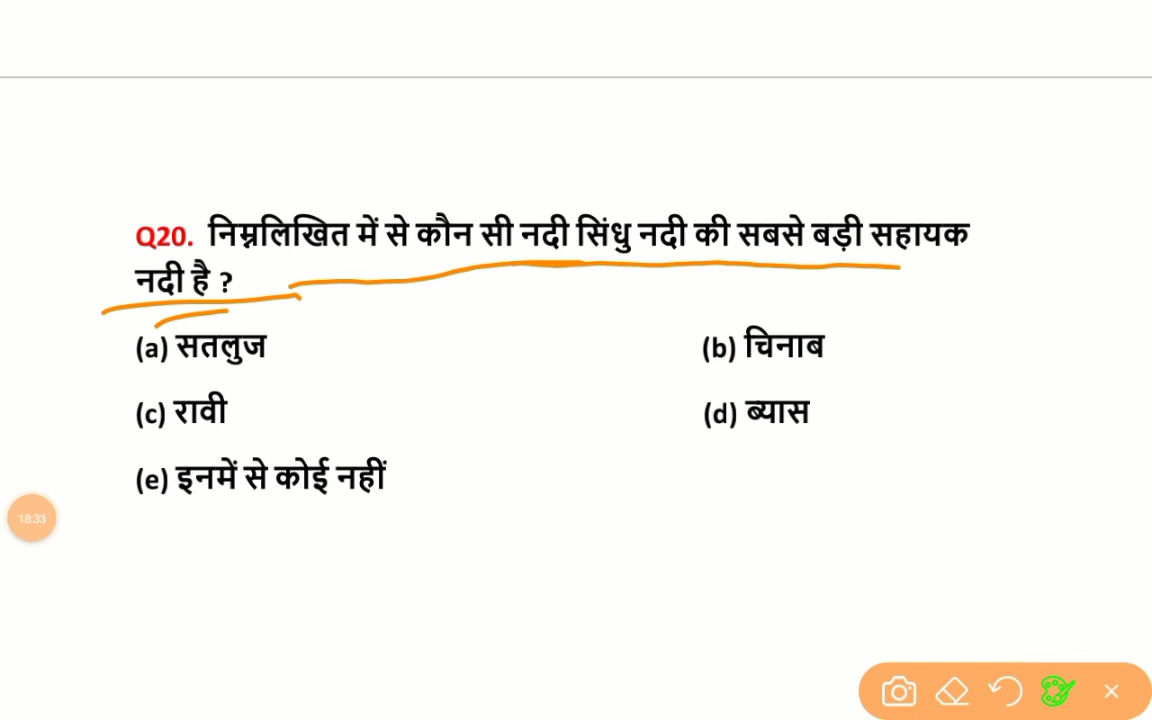 Q20. निम्नलिखित में से कौन सी नदी सिंधु नदी की सबसे बड़ी सहायक
नदी है ?
(a) सतलुज (b) चिनाब
(c) रावी (d) ब्यास
(e) इनमें से कोई नहीं
18:33